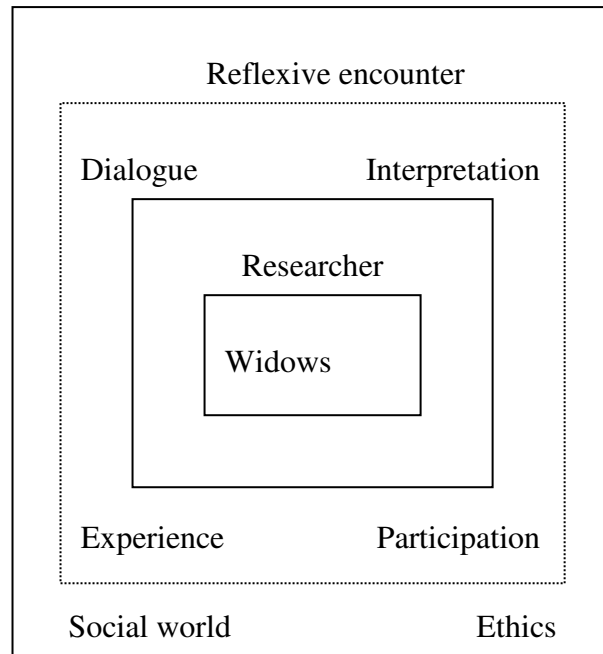 Reflexive encounter
Dialogue Interpretation
Researcher
Widows
Experience Participation
Social world Ethics